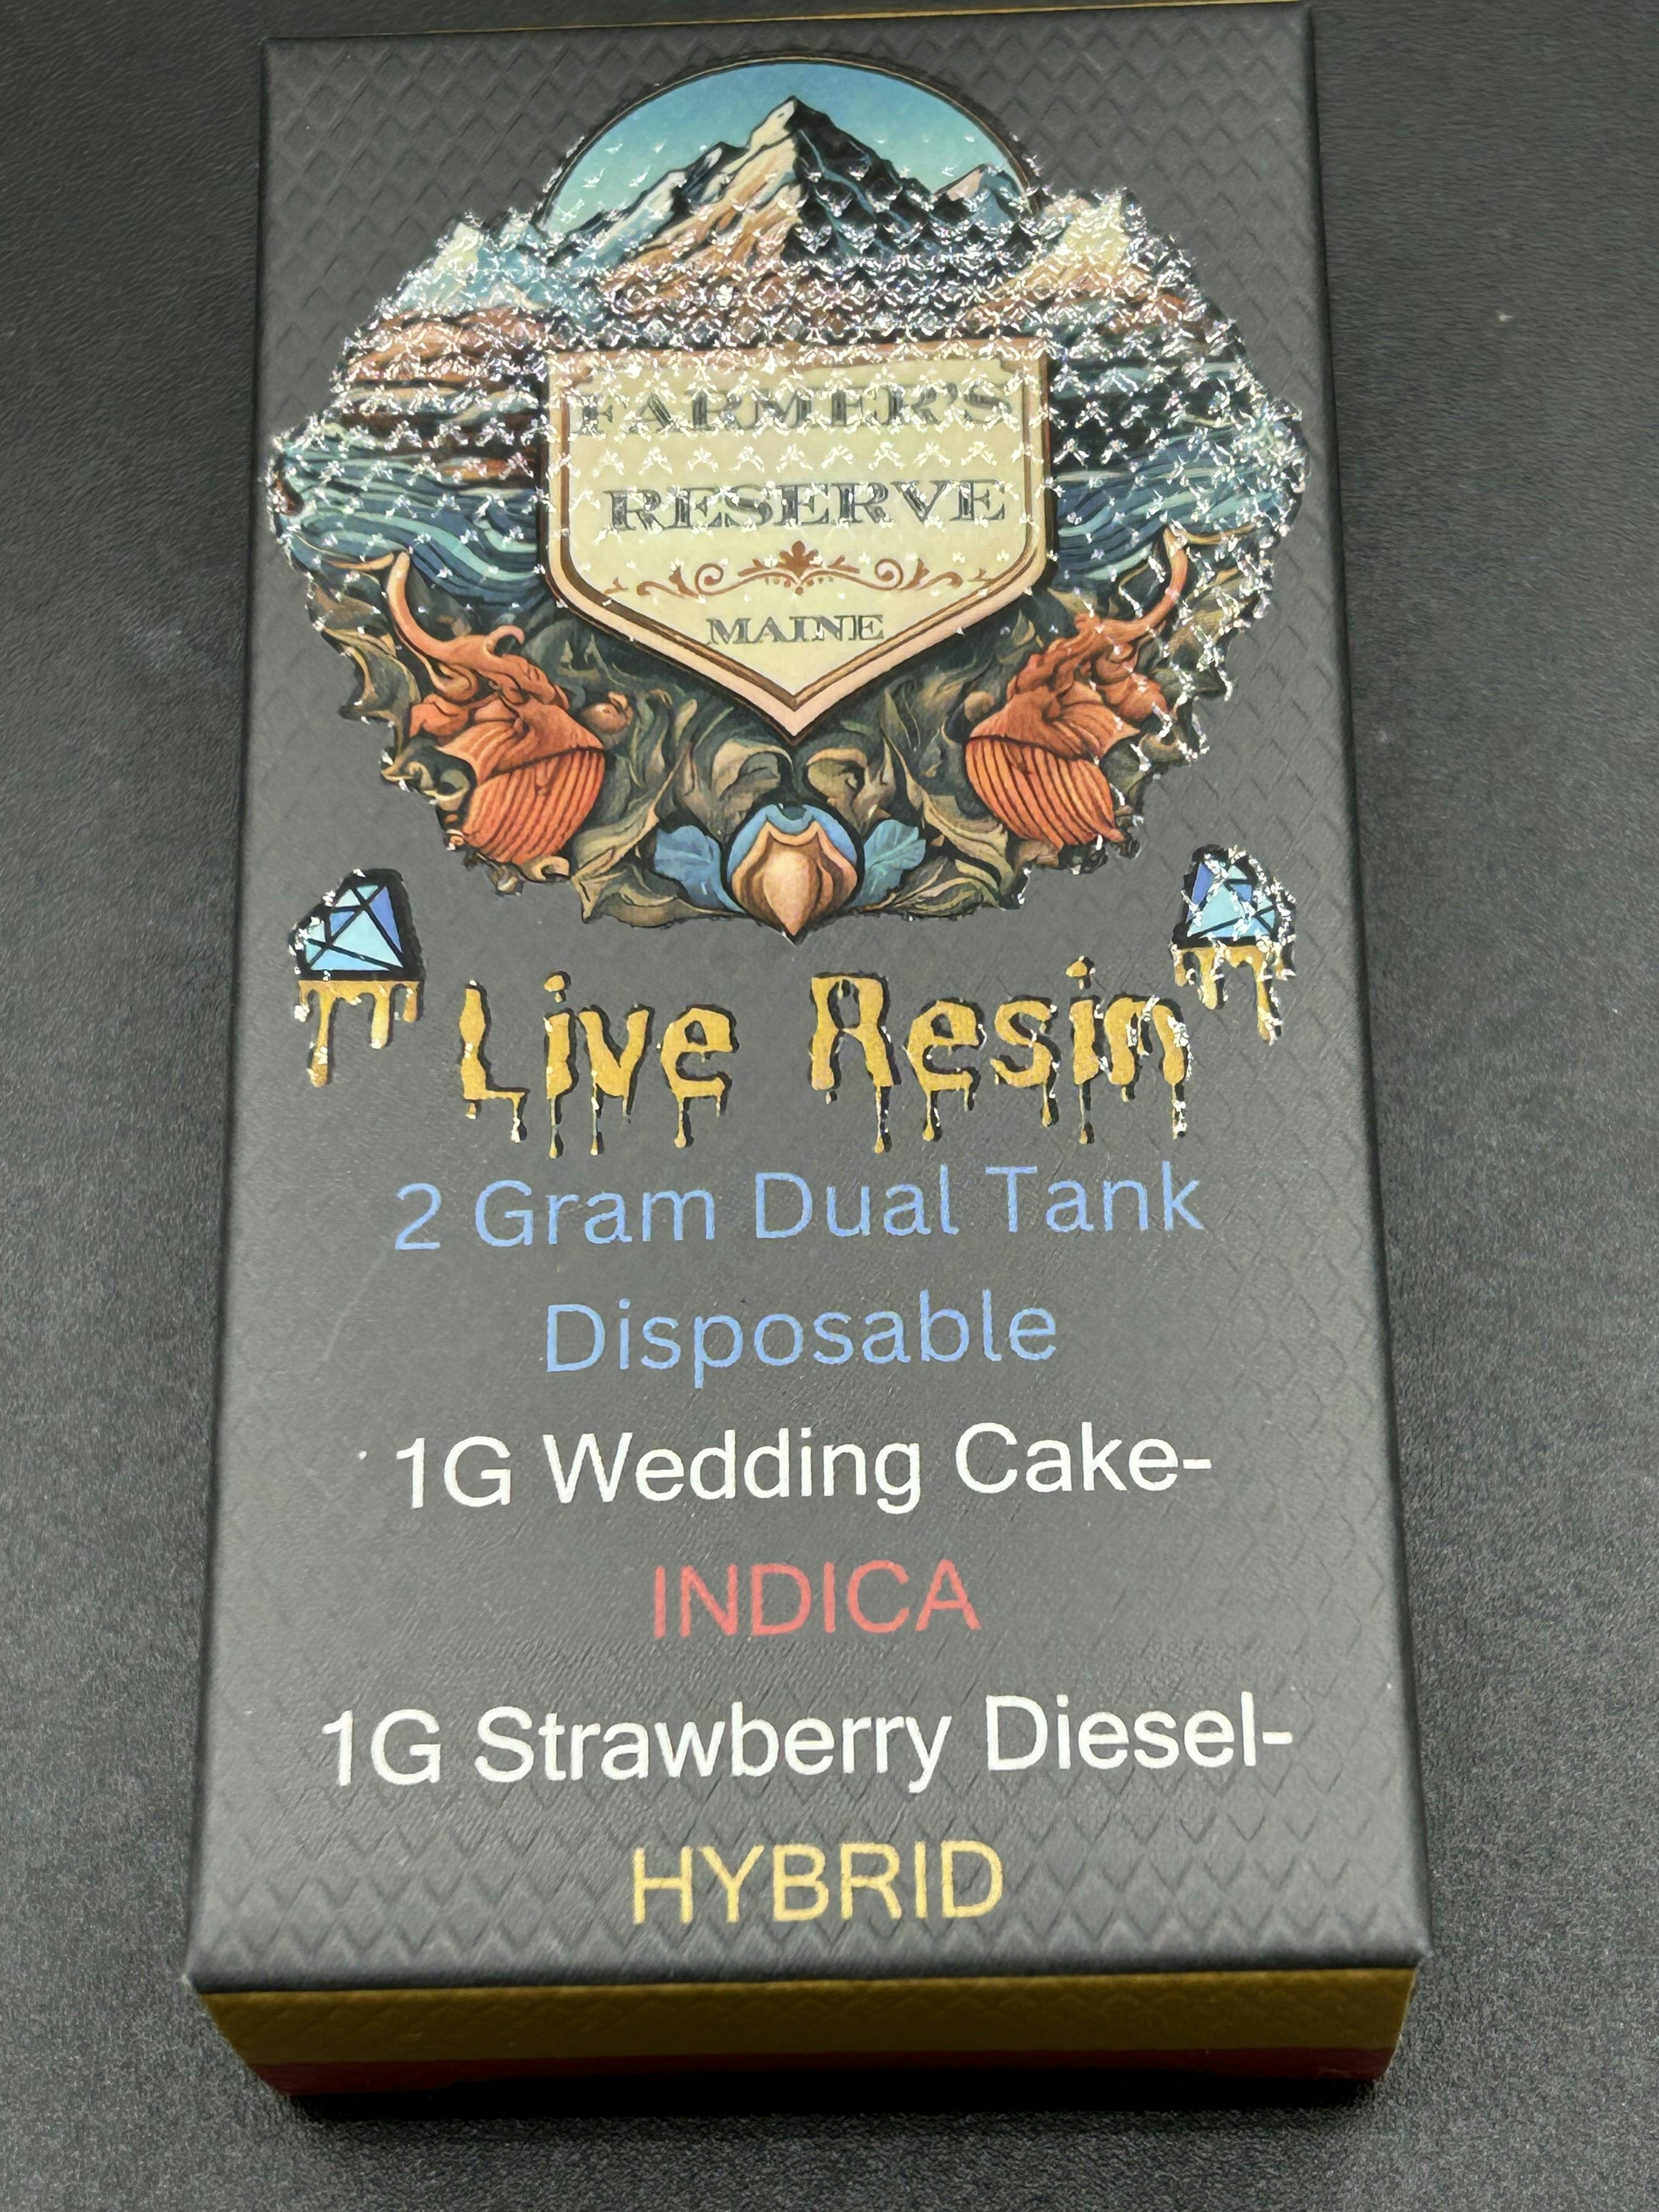 FARMER'S
RESERVE
MAINE
Live Resin
2 Gram Dual Tank
Disposable
1G Wedding Cake-
INDICA
1G Strawberry Diesel-
HYBRID